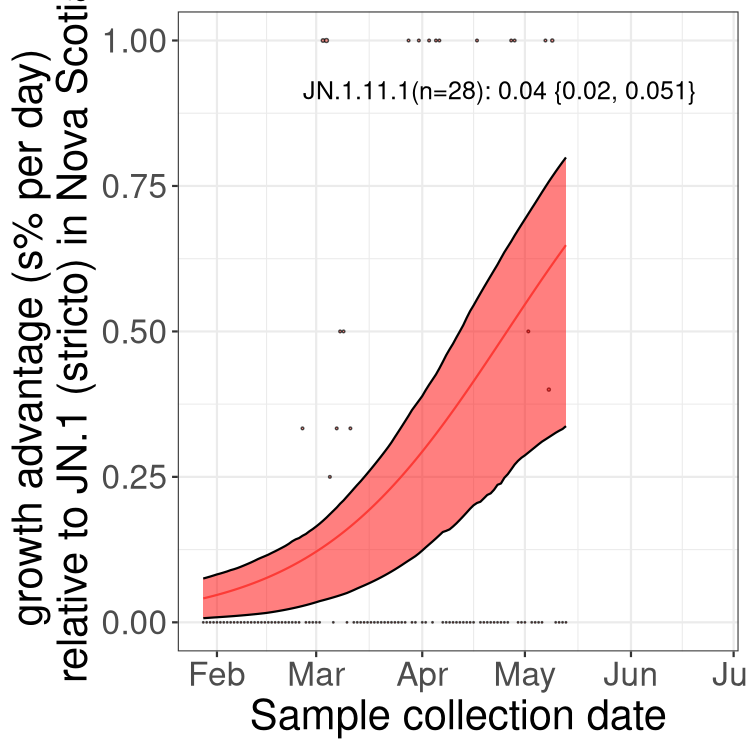 growth advantage (s% per day)
relative to JN.1 (stricto) in Nova Scotia
1.00
JN.1.11.1(n=28): 0.04 {0.02, 0.051}
0.75
0.50
0.25
0.00
Feb Mar Apr May Jun Ju
Sample collection date